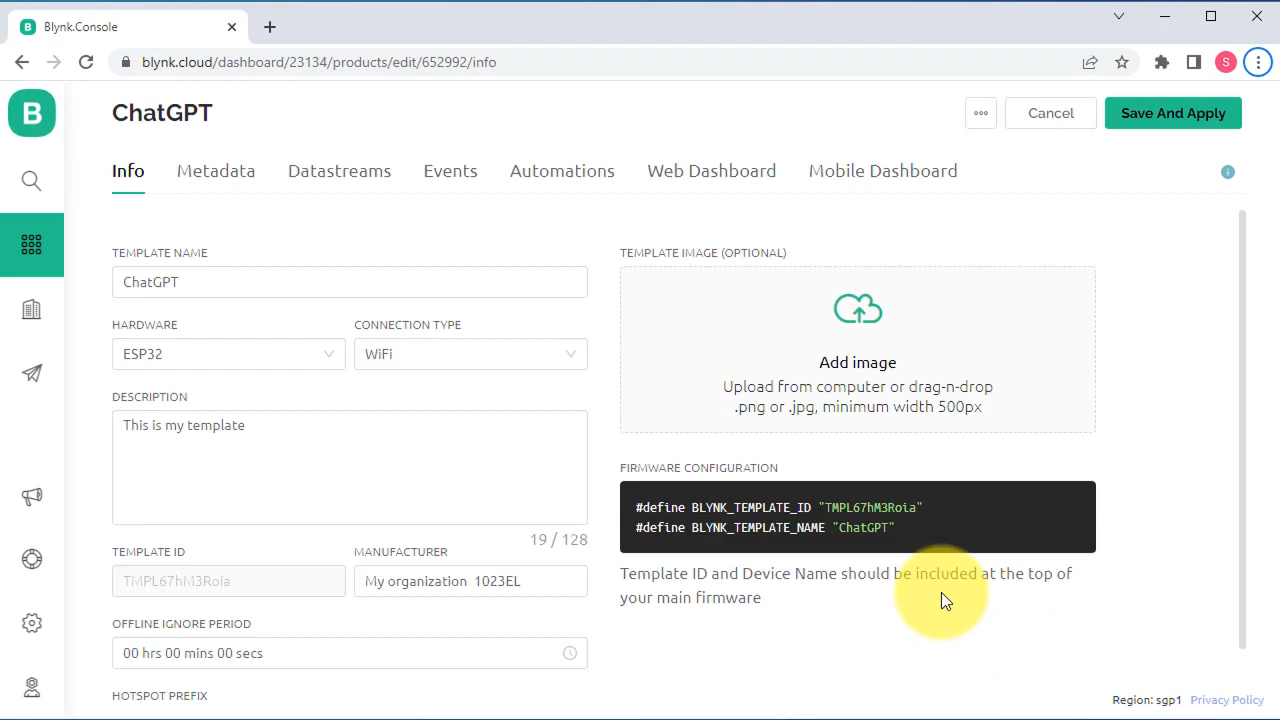 B Blynk.Console
blynk.cloud/dashboard/23134/products/edit/652992/info
S
B
ChatGPT
Cancel
Save And Apply
Info Metadata Datastreams Events Automations Web Dashboard Mobile Dashboard
i
TEMPLATE NAME
ChatGPT
HARDWARE
CONNECTION TYPE
ESP32
WiFi
DESCRIPTION
This is my template
19 / 128
TEMPLATE ID
MANUFACTURER
TMPL67hM3Roia
My organization 1023EL
OFFLINE IGNORE PERIOD
00 hrs 00 mins 00 secs
HOTSPOT PREFIX
TEMPLATE IMAGE (OPTIONAL)
Add image
Upload from computer or drag-n-drop
.png or .jpg, minimum width 500px
FIRMWARE CONFIGURATION
#define BLYNK_TEMPLATE_ID "TMPL67hM3Roia"
#define BLYNK_TEMPLATE_NAME "ChatGPT"
Template ID and Device Name should be included at the top of
your main firmware
Region: sgp1 Privacy Policy